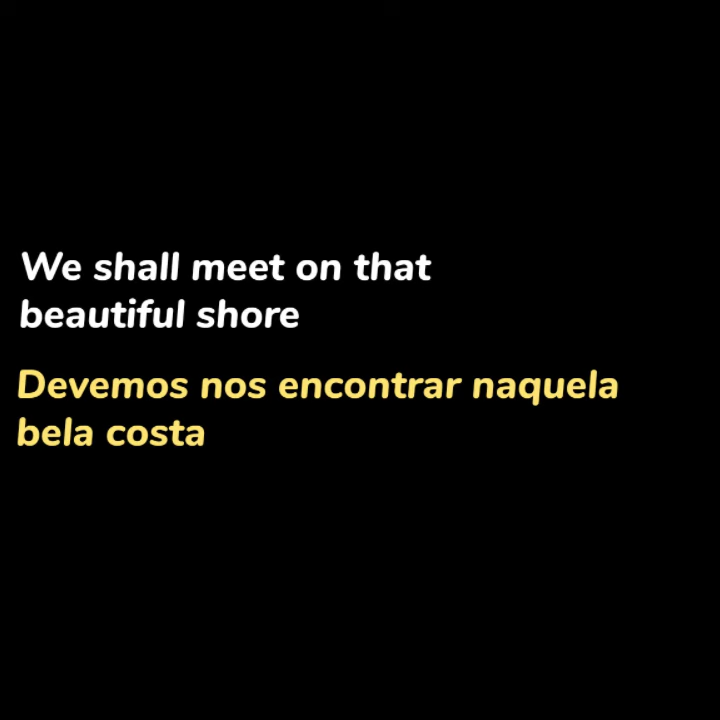 We shall meet on that
beautiful shore
Devemos nos encontrar naquela
bela costa